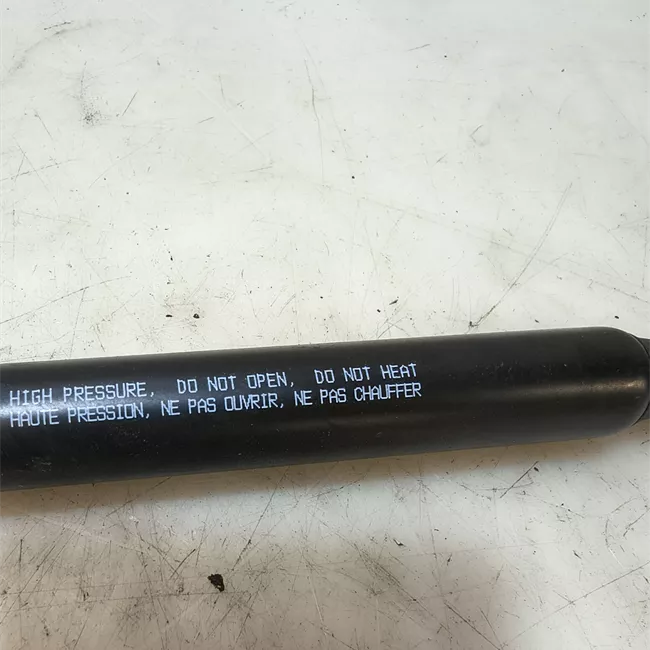 HIGH PRESSURE, DO NOT OPEN, DO NOT HEAT
HAUTE PRESSION, NE PAS OUVRIR, NE PAS CHAUFFER